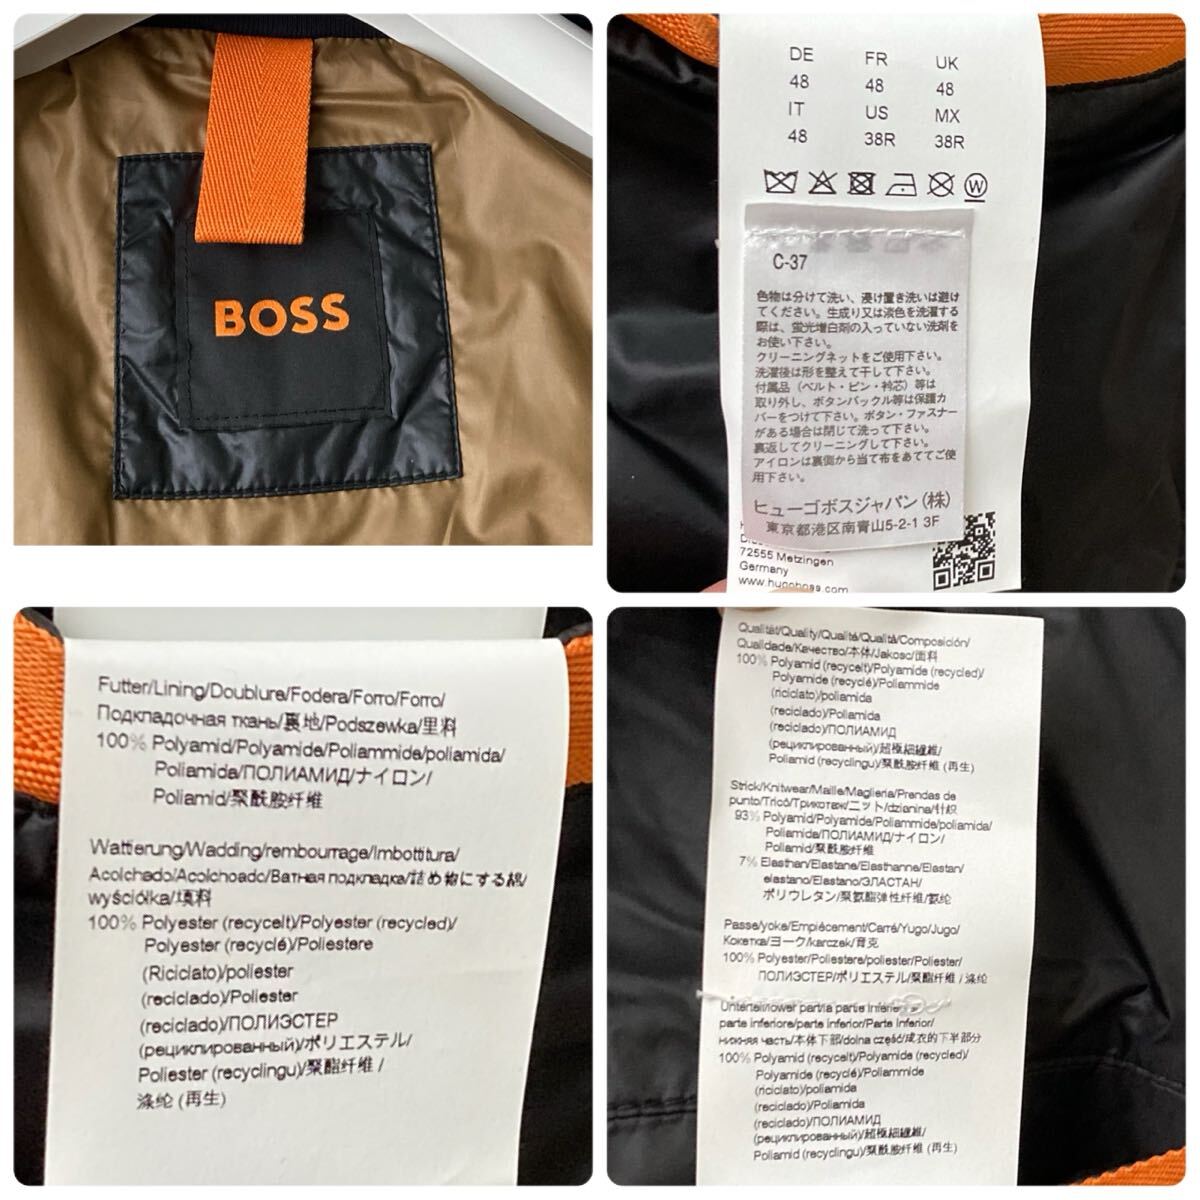 BOSS
DE FR UK
48 48 48
IT US MX
48 38R 38R
W
C-37
色物は分けて洗い、浸け置き洗いは避け
てください。生成り又は淡色を洗濯する
際は、蛍光増白剤の入っていない洗剤を
お使い下さい。
クリーニングネットをご使用下さい。
洗濯後は形を整えて干して下さい。
付属品（ベルト・ピン・衿芯）等は
取り外し、ボタンバックル等は保護カ
バーをつけて下さい。ボタン・ファスナー
がある場合は閉じて洗って下さい。
裏返してクリーニングして下さい。
アイロンは裏側から当て布をあててご使
用下さい。
ヒューゴボスジャパン（株）
東京都港区南青山5-2-1 3F
72555 Metzingen
Germany
www.hugoboss.com
Futter/Lining/Doublure/Fodera/Forro/Forro/
Подкладочная ткань/裏地/Podszewka/里料
100% Polyamid/Polyamide/Poliammide/poliamida/
Poliamida/ПОЛИАМИД/ナイロン/
Poliamid/聚酰胺纤维
Wattierung/Wadding/rembourrage/Imbottitura/
Acolchado/Acolchoado/Ватная подкладка/詰め物にする綿/
wyściółka/填料
100% Polyester (recycelt)/Polyester (recycled)/
Polyester (recyclé)/Poliestere
(Riciclato)/poliester
(reciclado)/Poliester
(reciclado)/ПОЛИЭСТЕР
(рециклированный)/ポリエステル/
Poliester (recyclingu)/聚酯纤维 /
涤纶 (再生)
Qualität/Quality/Qualité/Qualità/Composición/
Qualidade/Качество/本体/Jakość/面料
100% Polyamid (recycelt)/Polyamide (recycled)/
Polyamide (recyclé)/Poliammide
(riciclato)/poliamida
(reciclado)/Poliamida
(reciclado)/ПОЛИАМИД
(рециклированный)/超極細繊維/
Poliamid (recyclingu)/聚酰胺纤维 (再生)
Strick/Knitwear/Maille/Maglieria/Prendas de
punto/Tricô/Трикотаж/ニット/dzianina/针织
93% Polyamid/Polyamide/Poliammide/poliamida/
Poliamida/ПОЛИАМИД/ナイロン/
Poliamid/聚酰胺纤维
7% Elasthan/Elastane/Elasthanne/Elastan/
elastano/Elastano/ЭЛАСТАН/
ポリウレタン/聚氨酯弹性纤维/氨纶
Passe/yoke/Empiècement/Carré/Yugo/Jugo/
Кокетка/ヨーク/karczek/育克
100% Polyester/Poliestere/poliester/Poliester/
ПОЛИЭСТЕР/ポリエステル/聚酯纤维 / 涤纶
Unterteil/lower part/la partie inférie
parte inferiore/parte inferior/Parte Inferior/
нижняя часть/本体下部/dolna część/成衣的下半部分
100% Polyamid (recycelt)/Polyamide (recycled)/
Polyamide (recyclé)/Poliammide
(riciclato)/poliamida
(reciclado)/Poliamida
(reciclado)/ПОЛИАМИД
(рециклированный)/超極細繊維/
Poliamid (recyclingu)/聚酰胺纤维 (再生)